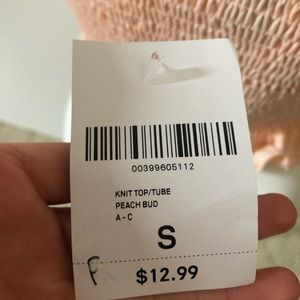 00399605112
KNIT TOP/TUBE
PEACH BUD
A - C
S
F
$12.99